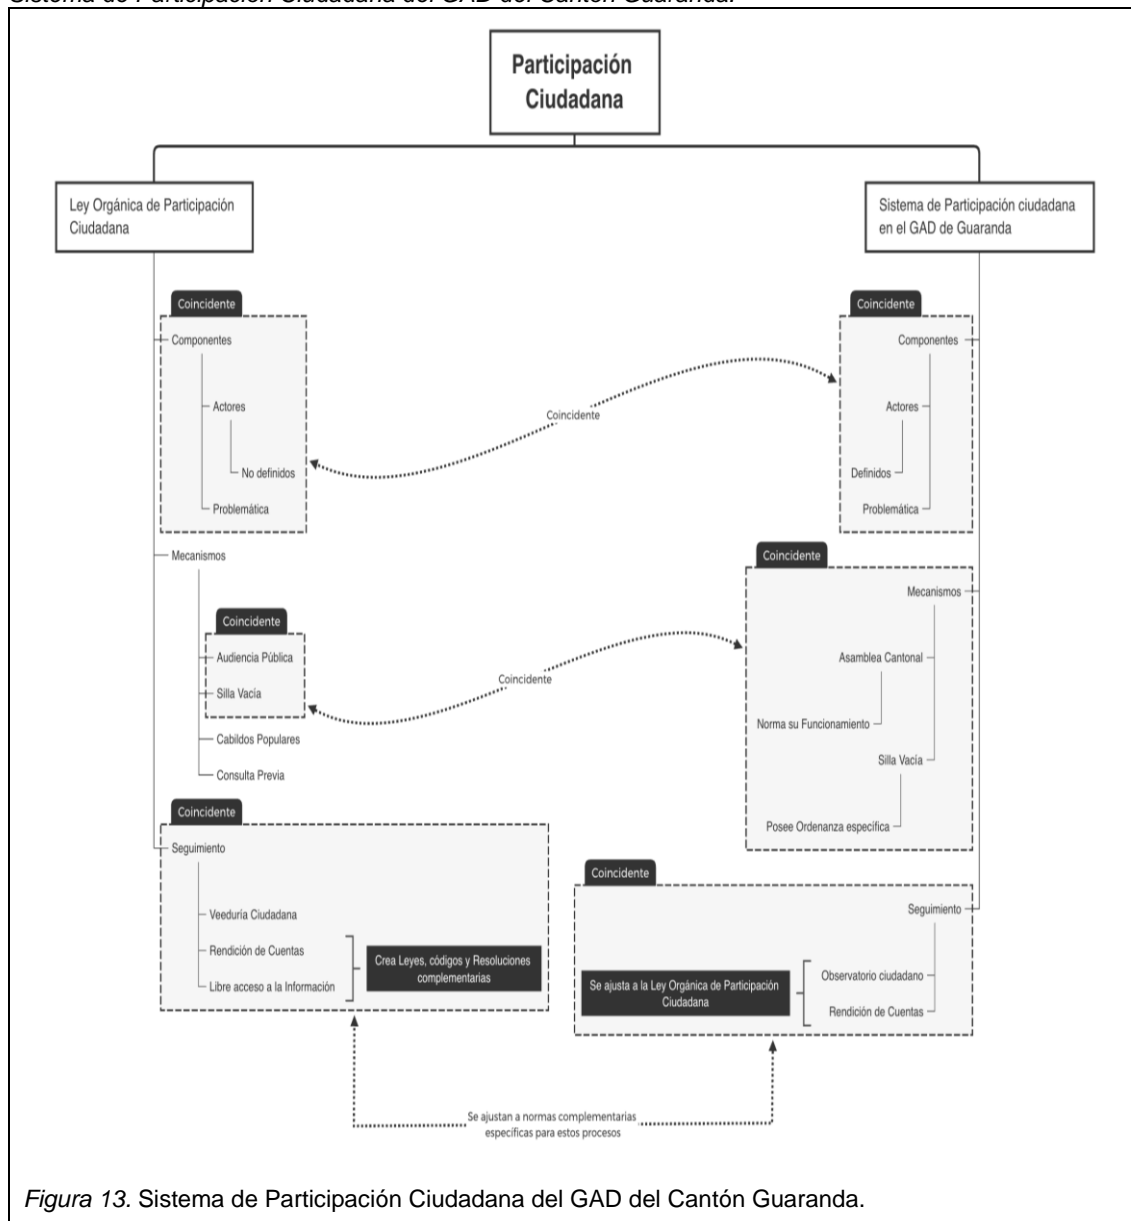 Sistema de Participación Ciudadana del GAD del Cantón Guaranda.
Participación
Ciudadana
Ley Orgánica de Participación
Ciudadana
Sistema de Participación ciudadana
en el GAD de Guaranda
Coincidente
Componentes
Actores
No definidos
Problemática
Coincidente
Coincidente
Componentes
Actores
Definidos
Problemática
Mecanismos
Coincidente
Audiencia Pública
Silla Vacía
Cabildos Populares
Consulta Previa
Coincidente
Coincidente
Mecanismos
Asamblea Cantonal
Norma su Funcionamiento
Silla Vacía
Posee Ordenanza específica
Coincidente
Seguimiento
Veeduría Ciudadana
Rendición de Cuentas
Libre acceso a la Información
Crea Leyes, códigos y Resoluciones
complementarias
Coincidente
Seguimiento
Observatorio ciudadano
Rendición de Cuentas
Se ajusta a la Ley Orgánica de Participación
Ciudadana
Se ajustan a normas complementarias
específicas para estos procesos
Figura 13. Sistema de Participación Ciudadana del GAD del Cantón Guaranda.